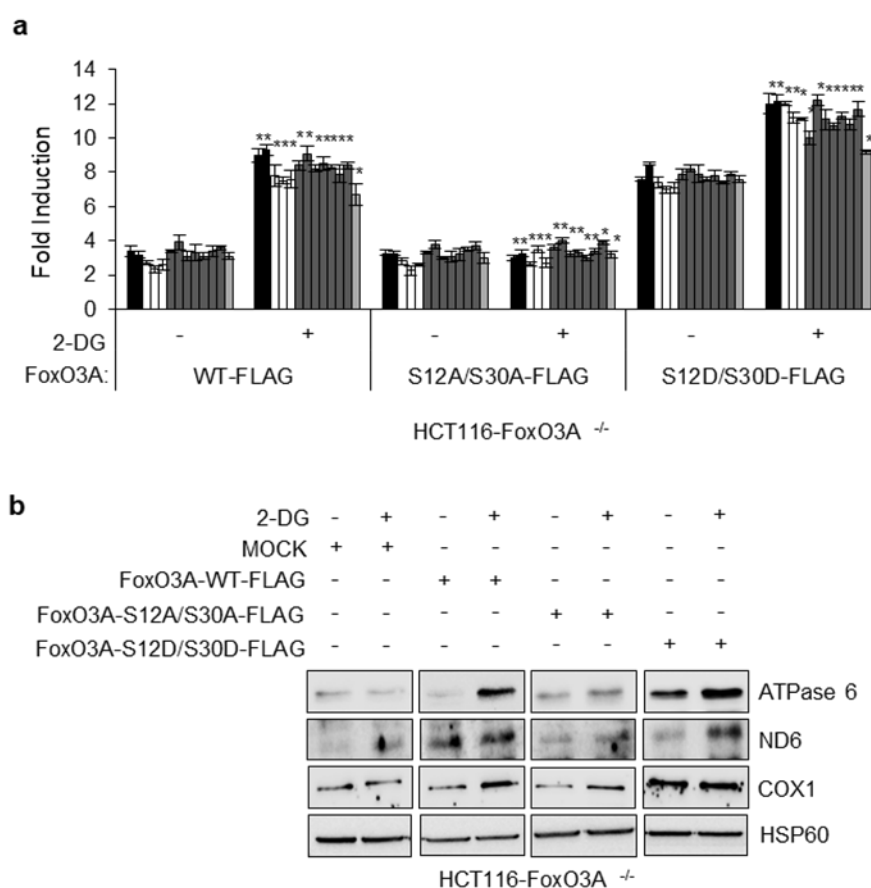 a
14
12
10
8
6
4
2
0
Fold Induction
** *** ** ***** * ** *** ** ** ** * * ** ** * * ***** *
2-DG - + - + - +
FoxO3A: WT-FLAG S12A/S30A-FLAG S12D/S30D-FLAG
HCT116-FoxO3A -/-
b
2-DG - + - + - + - +
MOCK + + - - - - - -
FoxO3A-WT-FLAG - - + + - - - -
FoxO3A-S12A/S30A-FLAG - - - - + + - -
FoxO3A-S12D/S30D-FLAG - - - - - - + +
ATPase 6
ND6
COX1
HSP60
HCT116-FoxO3A -/-